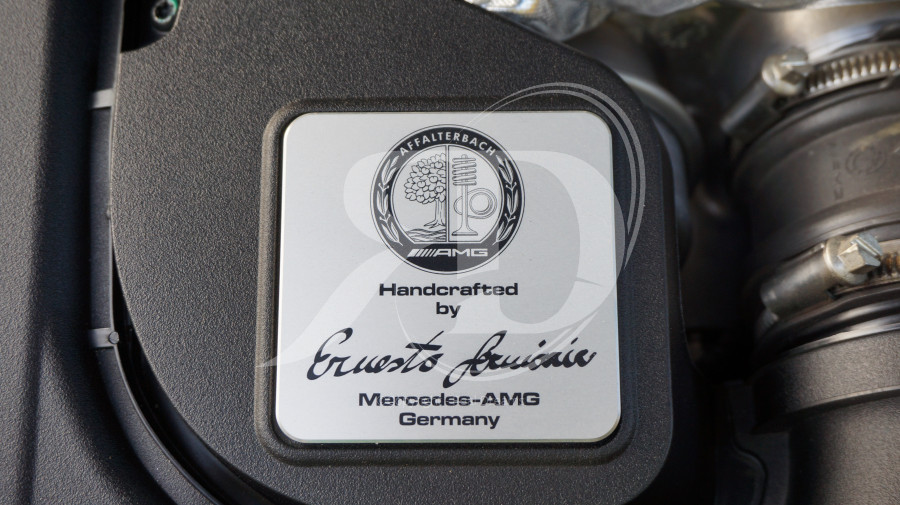 AFFALTERBACH
AMG
Handcrafted
by
Ernesto
Mercedes-AMG
Germany